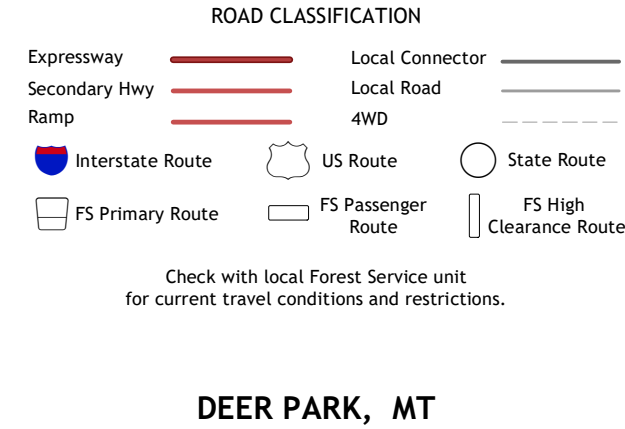 ROAD CLASSIFICATION
Expressway
Local Connector
Secondary Hwy
Local Road
Ramp
4WD
Interstate Route
US Route
State Route
FS Primary Route
FS Passenger
Route
FS High
Clearance Route
Check with local Forest Service unit
for current travel conditions and restrictions.
DEER PARK, MT